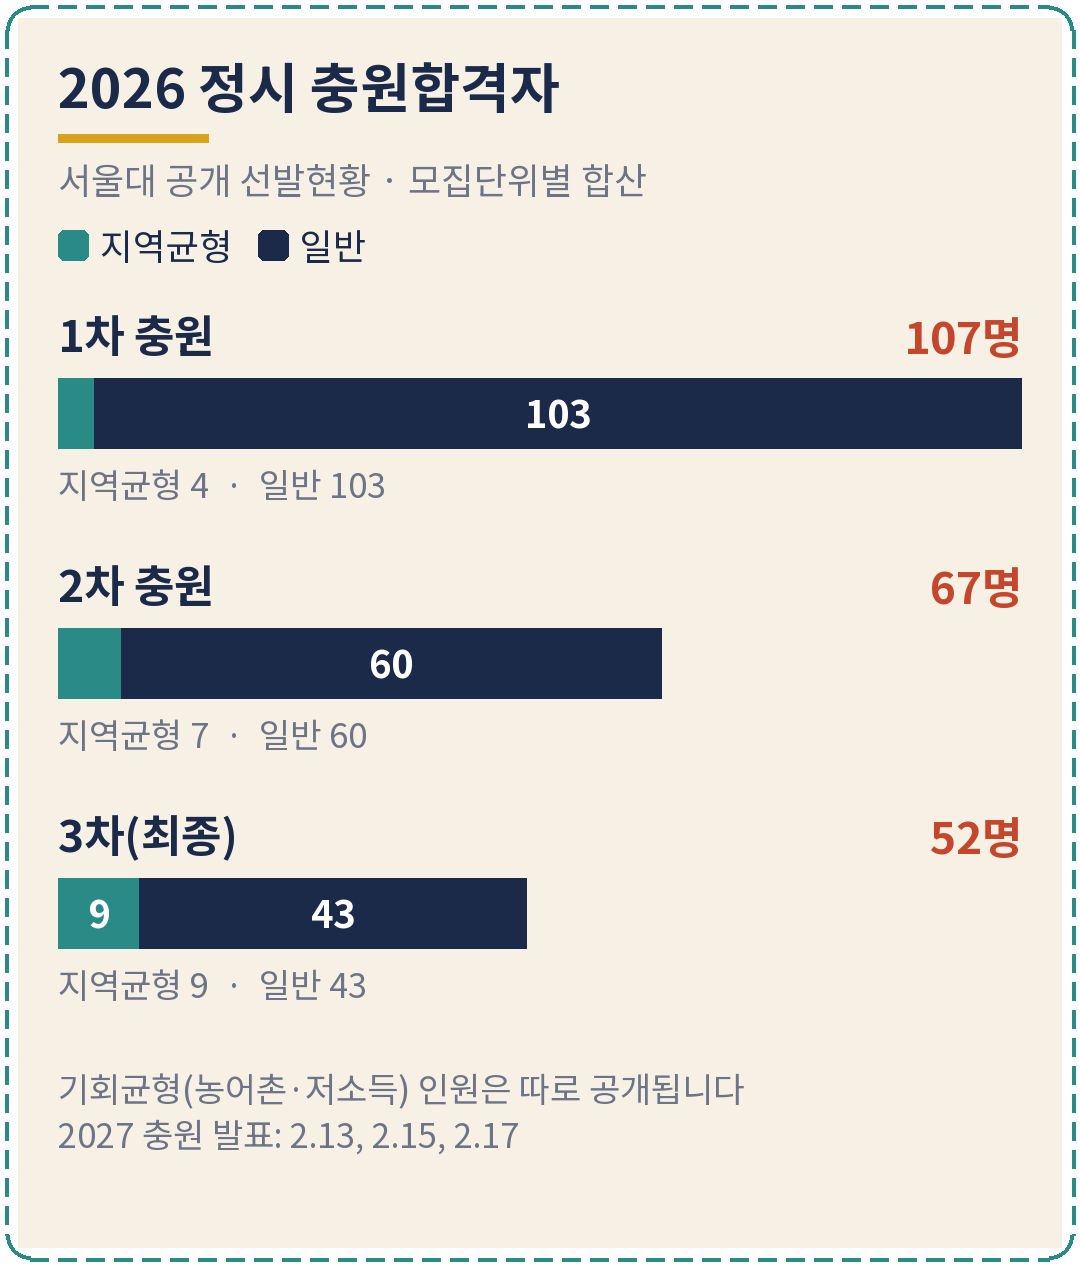 2026 정시 충원합격자
서울대 공개 선발현황 · 모집단위별 합산
지역균형 일반
1차 충원 107명
103
지역균형 4 · 일반 103
2차 충원 67명
60
지역균형 7 · 일반 60
3차(최종) 52명
9 43
지역균형 9 · 일반 43
기회균형(농어촌·저소득) 인원은 따로 공개됩니다
2027 충원 발표: 2.13, 2.15, 2.17